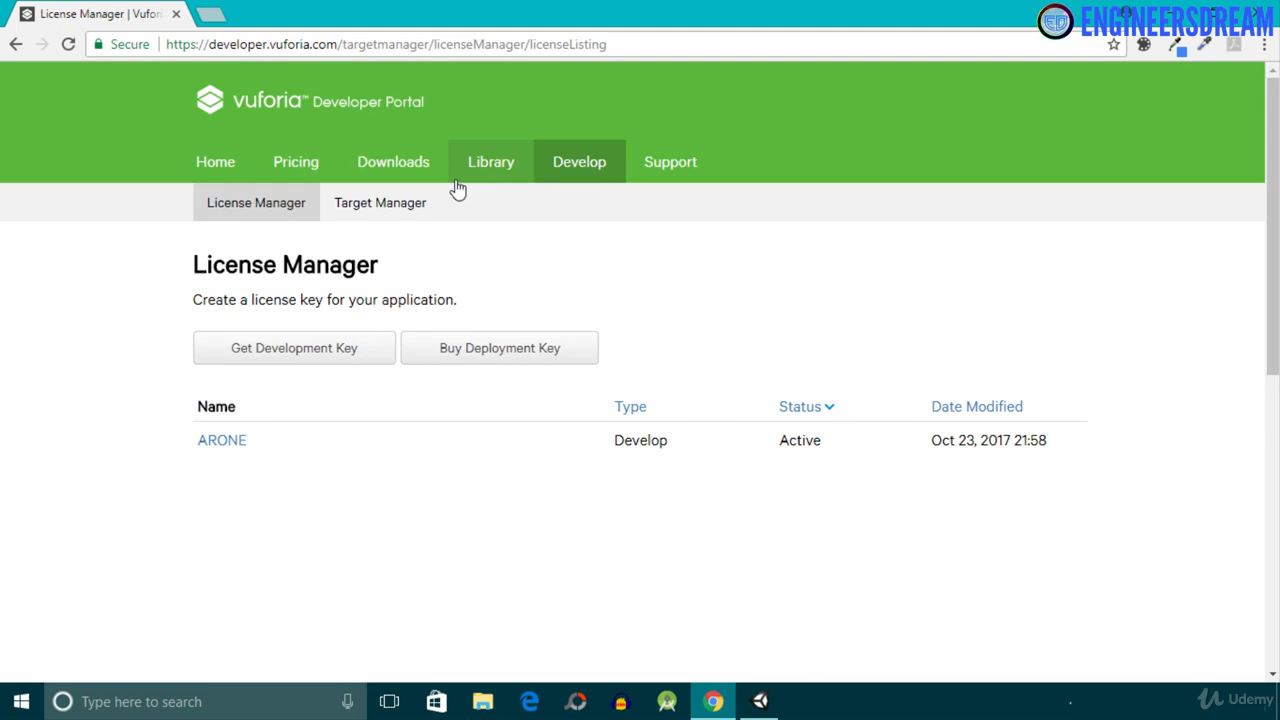 License Manager | Vufori
ENGINEERSDREAM
ED
Secure
https://developer.vuforia.com/targetmanager/licenseManager/licenseListing
vuforia™ Developer Portal
Home
Pricing
Downloads
Library
Develop
Support
License Manager
Target Manager
License Manager
Create a license key for your application.
Get Development Key
Buy Deployment Key
Name
Type
Status
Date Modified
ARONE
Develop
Active
Oct 23, 2017 21:58
Type here to search
Udemy